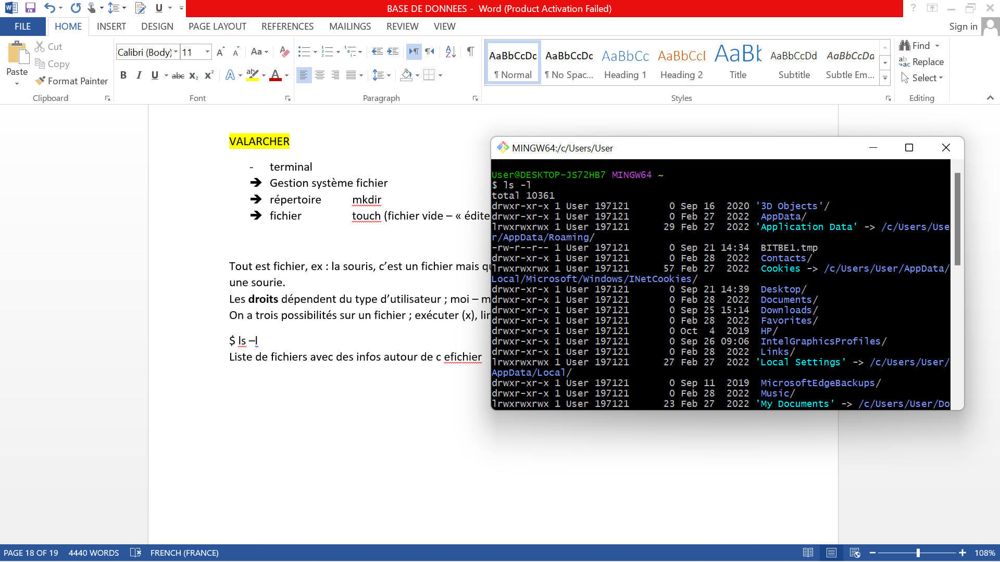 BASE DE DONNEES - Word (Product Activation Failed)
FILE HOME INSERT DESIGN PAGE LAYOUT REFERENCES MAILINGS REVIEW VIEW Sign in
Paste
Cut
Copy
Format Painter
Clipboard
Calibri (Body) 11
Font
Paragraph
AaBbCcDc AaBbCcDc AaBbCc AaBbCcI AaBb AaBbCcDd AaBbCcDd
¶ Normal ¶ No Spac... Heading 1 Heading 2 Title Subtitle Subtle Em...
Styles
Find
Replace
Select
Editing
VALARCHER
- terminal
➔ Gestion système fichier
➔ répertoire mkdir
➔ fichier touch (fichier vide – « édite
Tout est fichier, ex : la souris, c’est un fichier mais
une sourie.
Les droits dépendent du type d’utilisateur ; moi –
On a trois possibilités sur un fichier ; exécuter (x),
$ ls –l
Liste de fichiers avec des infos autour de c efichier
MINGW64:/c/Users/User
User@DESKTOP-JS72HB7 MINGW64 ~
$ ls -l
total 10361
drwxr-xr-x 1 User 197121 0 Sep 16 2020 '3D Objects'/
drwxr-xr-x 1 User 197121 0 Feb 27 2022 AppData/
lrwxrwxrwx 1 User 197121 29 Feb 27 2022 'Application Data' -> /c/Users/Use
r/AppData/Roaming/
-rw-r--r-- 1 User 197121 0 Sep 21 14:34 BITBE1.tmp
drwxr-xr-x 1 User 197121 0 Feb 28 2022 Contacts/
lrwxrwxrwx 1 User 197121 57 Feb 27 2022 Cookies -> /c/Users/User/AppData/
Local/Microsoft/Windows/INetCookies/
drwxr-xr-x 1 User 197121 0 Sep 21 14:39 Desktop/
drwxr-xr-x 1 User 197121 0 Feb 28 2022 Documents/
drwxr-xr-x 1 User 197121 0 Sep 25 15:14 Downloads/
drwxr-xr-x 1 User 197121 0 Feb 28 2022 Favorites/
drwxr-xr-x 1 User 197121 0 Oct 4 2019 HP/
drwxr-xr-x 1 User 197121 0 Sep 26 09:06 IntelGraphicsProfiles/
drwxr-xr-x 1 User 197121 0 Feb 28 2022 Links/
lrwxrwxrwx 1 User 197121 27 Feb 27 2022 'Local Settings' -> /c/Users/User/
AppData/Local/
drwxr-xr-x 1 User 197121 0 Sep 11 2019 MicrosoftEdgeBackups/
drwxr-xr-x 1 User 197121 0 Feb 28 2022 Music/
lrwxrwxrwx 1 User 197121 23 Feb 27 2022 'My Documents' -> /c/Users/User/Do
PAGE 18 OF 19 4440 WORDS FRENCH (FRANCE) 108%